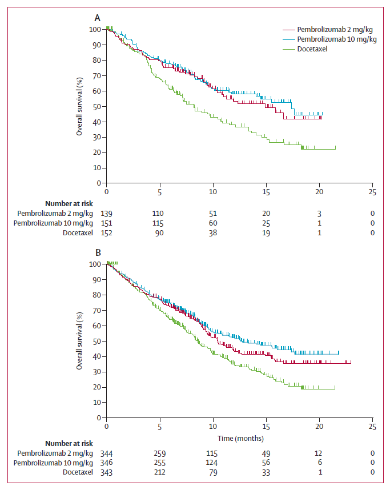 A
100
90
80
70
60
50
40
30
20
10
0
Overall survival (%)
Pembrolizumab 2 mg/kg
Pembrolizumab 10 mg/kg
Docetaxel
0 5 10 15 20 25
Number at risk
Pembrolizumab 2 mg/kg 139 110 51 20 3 0
Pembrolizumab 10 mg/kg 151 115 60 25 1 0
Docetaxel 152 90 38 19 1 0
B
100
90
80
70
60
50
40
30
20
10
0
Overall survival (%)
0 5 10 15 20 25
Time (months)
Number at risk
Pembrolizumab 2 mg/kg 344 259 115 49 12 0
Pembrolizumab 10 mg/kg 346 255 124 56 6 0
Docetaxel 343 212 79 33 1 0